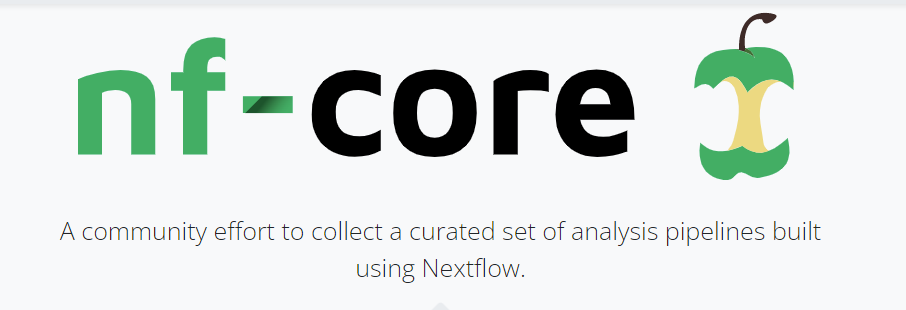 nf-core
A community effort to collect a curated set of analysis pipelines built
using Nextflow.